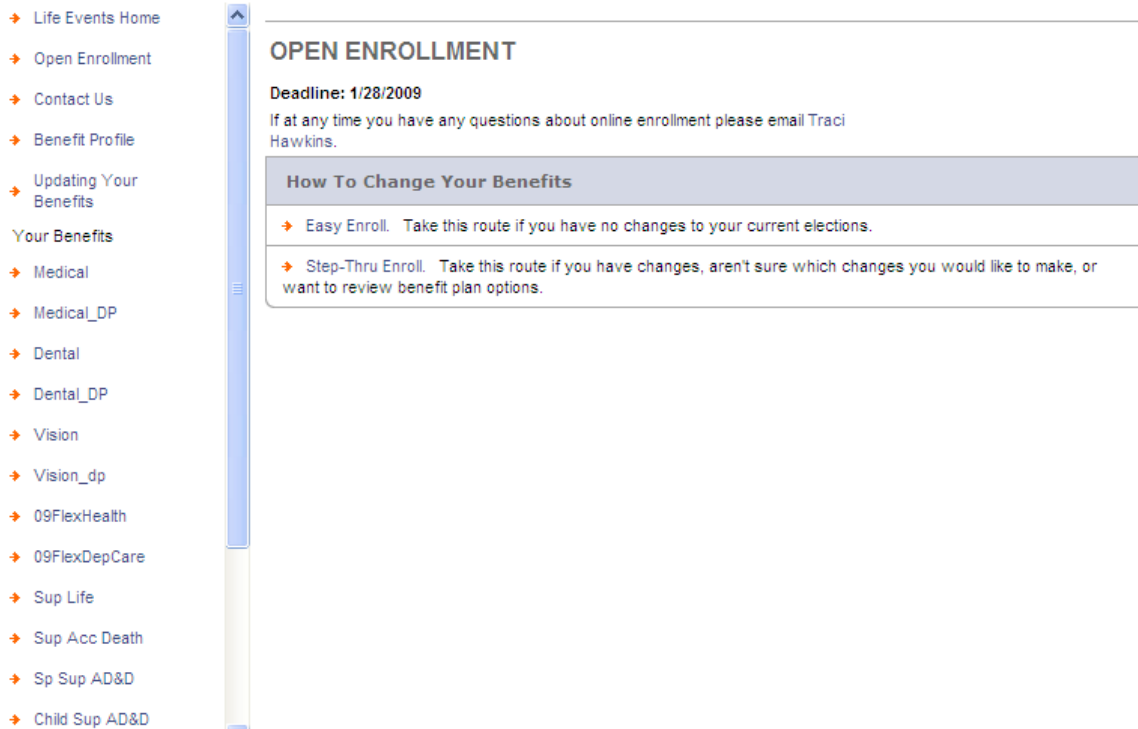 Life Events Home
Open Enrollment
Contact Us
Benefit Profile
Updating Your
Benefits
Your Benefits
Medical
Medical_DP
Dental
Dental_DP
Vision
Vision_dp
09FlexHealth
09FlexDepCare
Sup Life
Sup Acc Death
Sp Sup AD&D
Child Sup AD&D
OPEN ENROLLMENT
Deadline: 1/28/2009
If at any time you have any questions about online enrollment please email Traci
Hawkins.
How To Change Your Benefits
Easy Enroll. Take this route if you have no changes to your current elections.
Step-Thru Enroll. Take this route if you have changes, aren't sure which changes you would like to make, or
want to review benefit plan options.